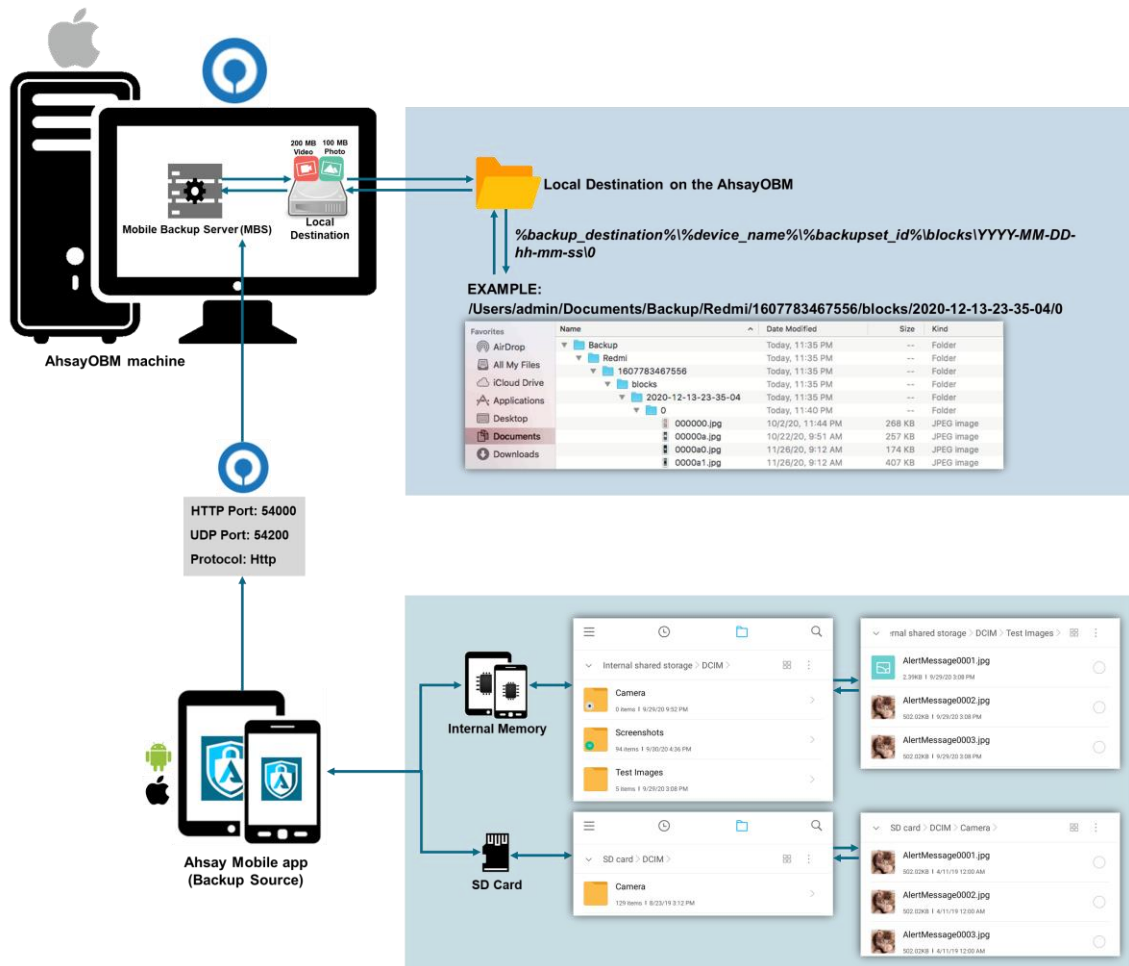 200 MB
Video
100 MB
Photo
Mobile Backup Server (MBS)
Local
Destination
AhsayOBM machine
Local Destination on the AhsayOBM
%backup_destination%\%device_name%\%backupset_id%\blocks\YYYY-MM-DD-
hh-mm-ss\0
EXAMPLE:
/Users/admin/Documents/Backup/Redmi/1607783467556/blocks/2020-12-13-23-35-04/0
Favorites
AirDrop
All My Files
iCloud Drive
Applications
Desktop
Documents
Downloads
Name Date Modified Size Kind
Backup Today, 11:35 PM -- Folder
Redmi Today, 11:35 PM -- Folder
1607783467556 Today, 11:35 PM -- Folder
blocks Today, 11:35 PM -- Folder
2020-12-13-23-35-04 Today, 11:35 PM -- Folder
0 Today, 11:40 PM -- Folder
000000.jpg 10/2/20, 11:44 PM 268 KB JPEG image
00000a.jpg 10/22/20, 9:51 AM 257 KB JPEG image
0000a0.jpg 11/26/20, 9:12 AM 174 KB JPEG image
0000a1.jpg 11/26/20, 9:12 AM 407 KB JPEG image
HTTP Port: 54000
UDP Port: 54200
Protocol: Http
Ahsay Mobile app
(Backup Source)
Internal Memory
Internal shared storage > DCIM >
Camera
0 items | 9/29/20 9:52 PM
Screenshots
94 items | 9/30/20 4:36 PM
Test Images
5 items | 9/29/20 3:08 PM
rnal shared storage > DCIM > Test Images >
AlertMessage0001.jpg
2.39KB | 9/29/20 3:08 PM
AlertMessage0002.jpg
502.02KB | 9/29/20 3:08 PM
AlertMessage0003.jpg
502.02KB | 9/29/20 3:08 PM
SD Card
SD card > DCIM >
Camera
129 items | 8/23/19 3:12 PM
SD card > DCIM > Camera >
AlertMessage0001.jpg
502.02KB | 4/11/19 12:00 AM
AlertMessage0002.jpg
502.02KB | 4/11/19 12:00 AM
AlertMessage0003.jpg
502.02KB | 4/11/19 12:00 AM